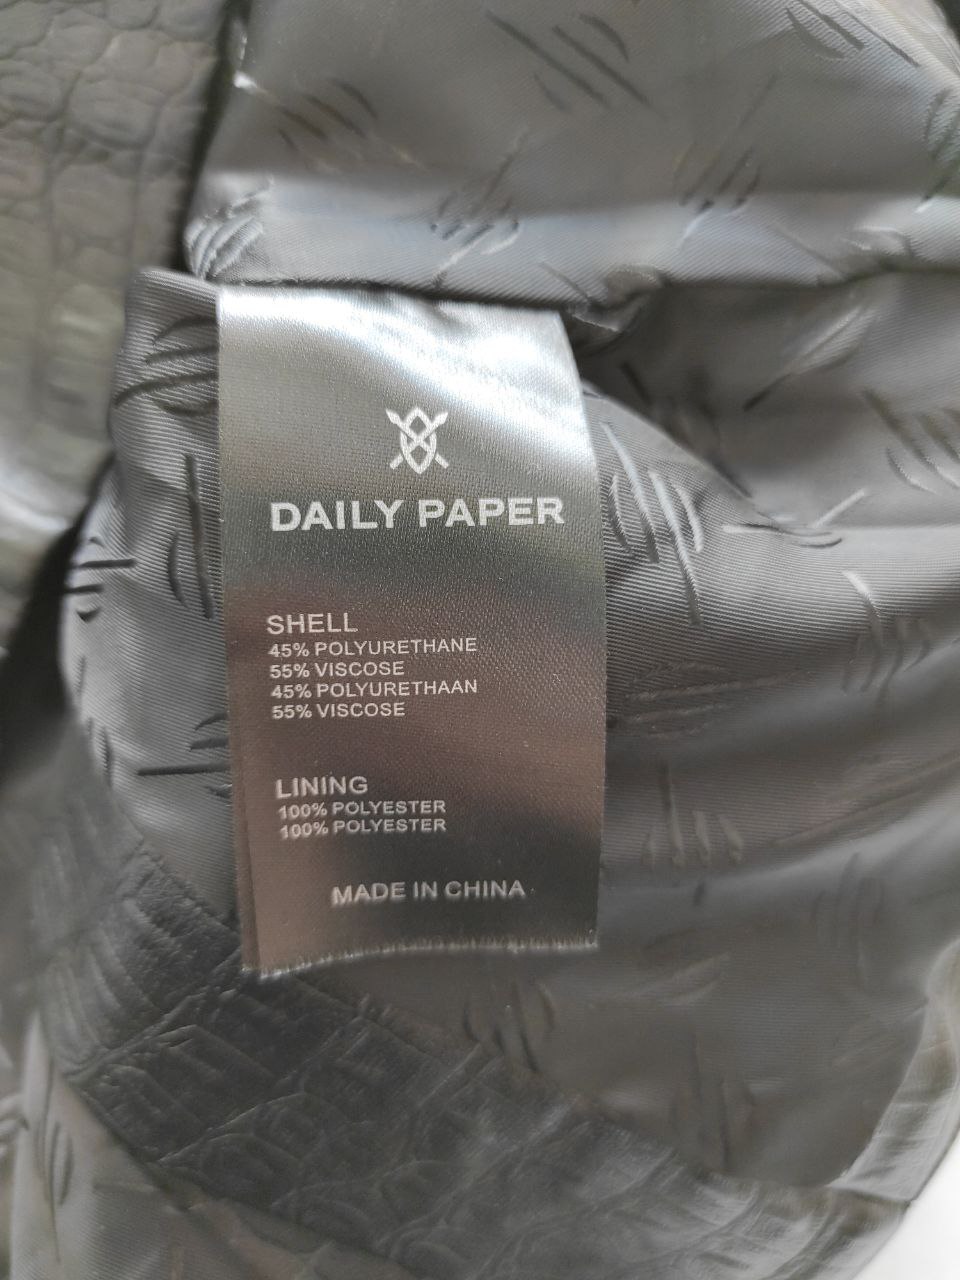 DAILY PAPER
SHELL
45% POLYURETHANE
55% VISCOSE
45% POLYURETHAAN
55% VISCOSE
LINING
100% POLYESTER
100% POLYESTER
MADE IN CHINA